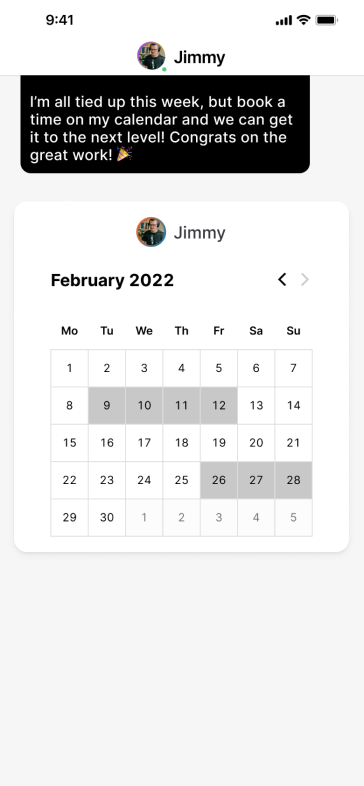 9:41
Jimmy
I'm all tied up this week, but book a
time on my calendar and we can get
it to the next level! Congrats on the
great work! 🎉
Jimmy
February 2022
Mo Tu We Th Fr Sa Su
1 2 3 4 5 6 7
8 9 10 11 12 13 14
15 16 17 18 19 20 21
22 23 24 25 26 27 28
29 30 1 2 3 4 5